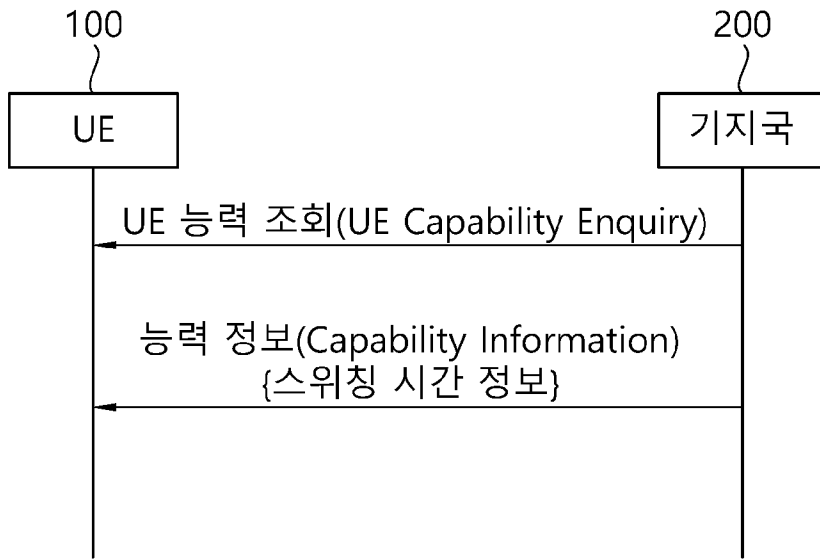 100
200
UE
기지국
UE 능력 조회(UE Capability Enquiry)
능력 정보(Capability Information)
{스위칭 시간 정보}